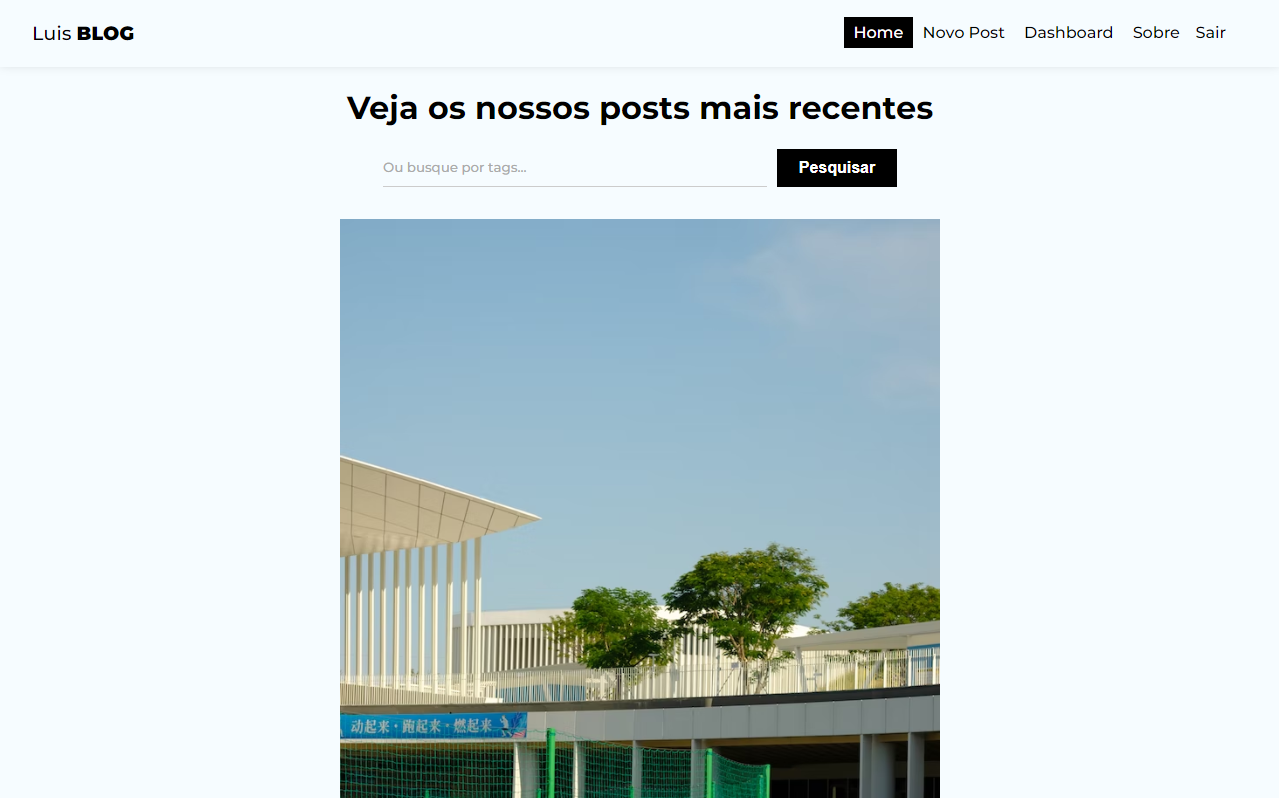 Luis BLOG
Home Novo Post Dashboard Sobre Sair
Veja os nossos posts mais recentes
Ou busque por tags...
Pesquisar
动起来·跑起来·燃起来